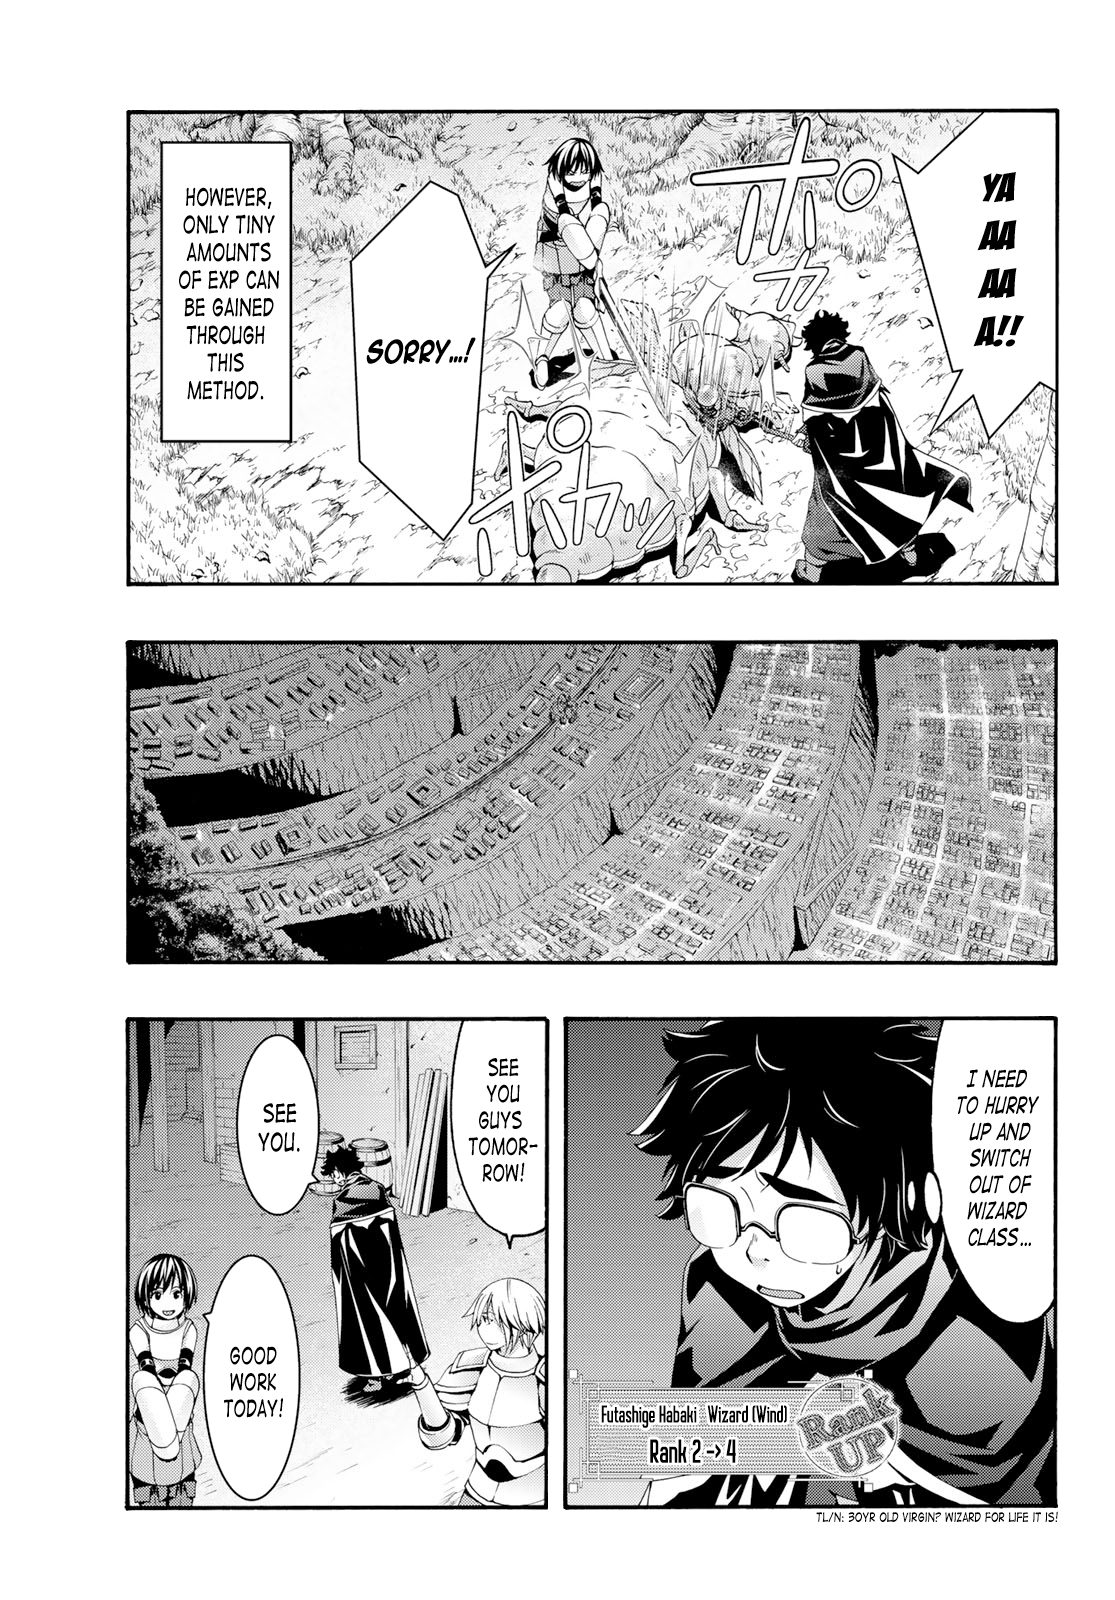 YA
AA
AA
A!!
ポカッ
SORRY...!
ポカッ
HOWEVER,
ONLY TINY
AMOUNTS
OF EXP CAN
BE GAINED
THROUGH
THIS
METHOD.
I NEED
TO HURRY
UP AND
SWITCH
OUT OF
WIZARD
CLASS...
Futashige Habaki Wizard (Wind)
Rank 2 -> 4
Rank
UP
TL/N: 30YR OLD VIRGIN? WIZARD FOR LIFE IT IS!
SEE
YOU
GUYS
TOMOR-
ROW!
SEE
YOU.
GOOD
WORK
TODAY!